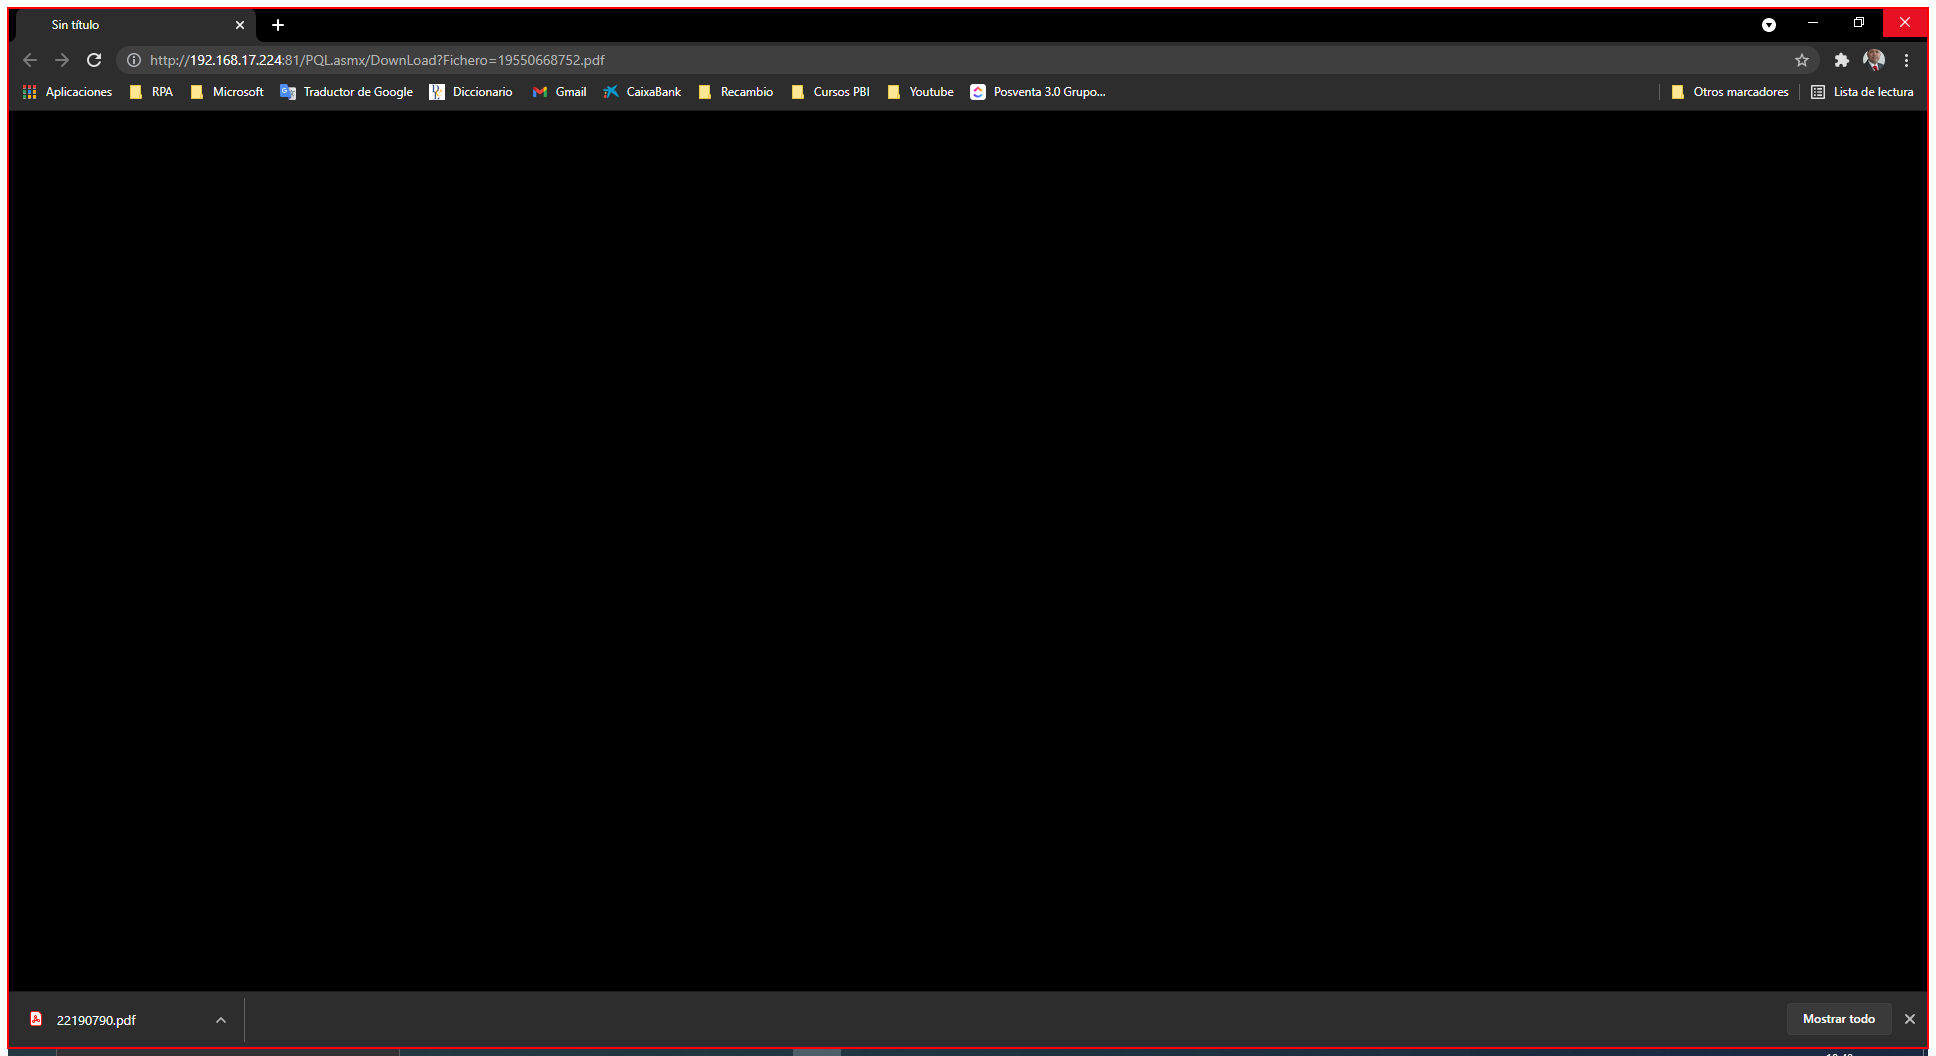 Sin título
http://192.168.17.224:81/PQL.asmx/DownLoad?Fichero=19550668752.pdf
Aplicaciones RPA Microsoft Traductor de Google Diccionario Gmail CaixaBank Recambio Cursos PBI Youtube Posventa 3.0 Grupo... Otros marcadores Lista de lectura
22190790.pdf Mostrar todo